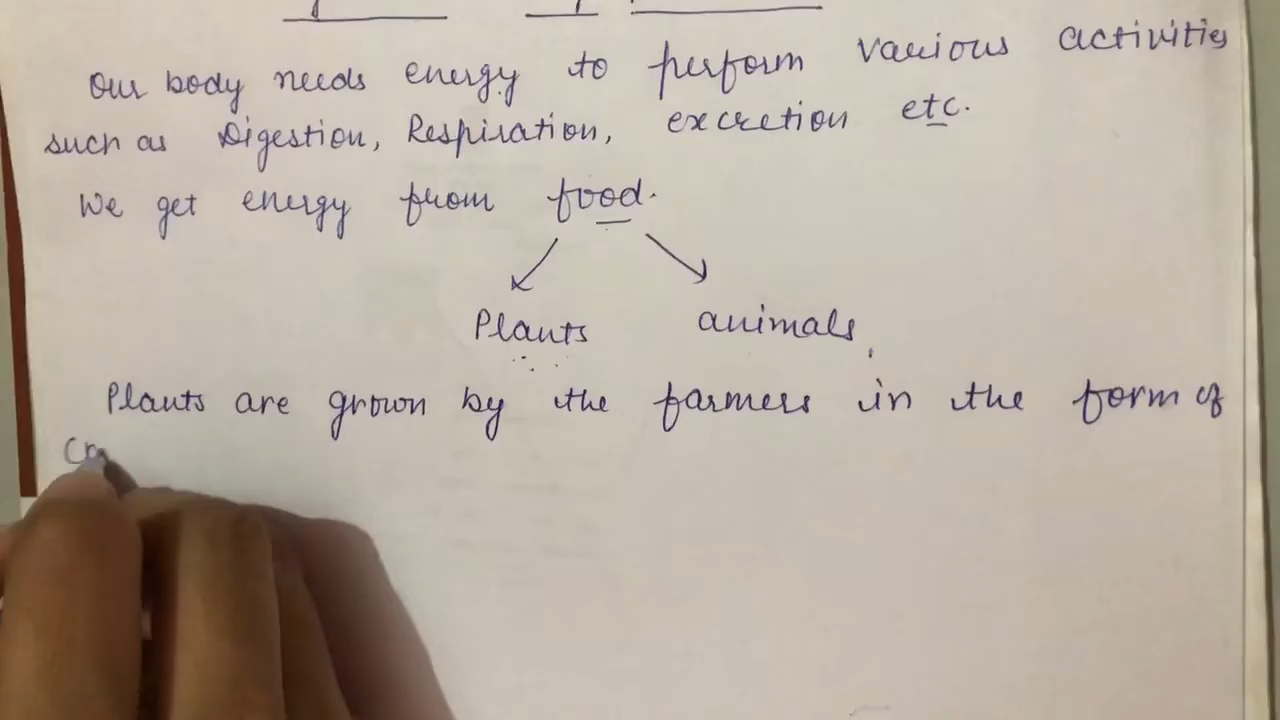 Our body needs energy to perform various activities
such as Digestion, Respiration, excretion etc.
We get energy from food.
Plants animals
Plants are grown by the farmers in the form of